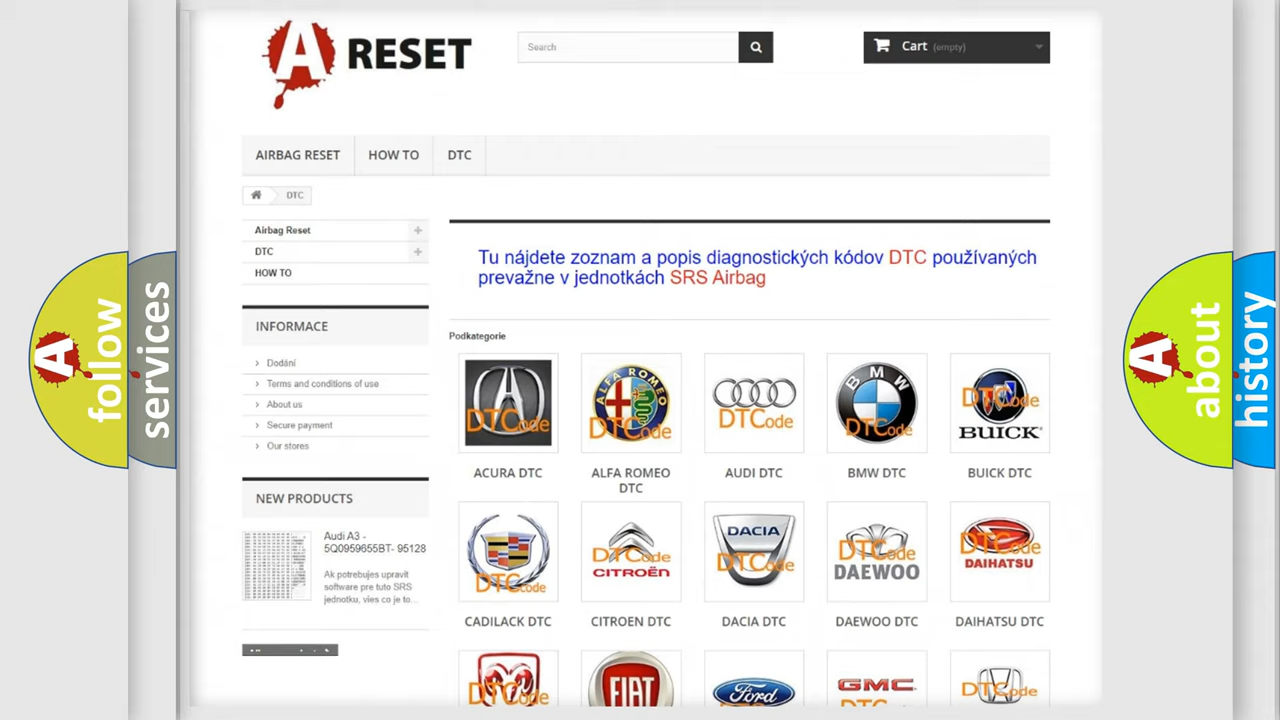 A RESET
Search
Cart (empty)
AIRBAG RESET
HOW TO
DTC
DTC
Airbag Reset
DTC
HOW TO
Tu nájdete zoznam a popis diagnostických kódov DTC používaných
prevažne v jednotkách SRS Airbag
INFORMACE
Dodání
Terms and conditions of use
About us
Secure payment
Our stores
NEW PRODUCTS
Audi A3 -
5Q0959655BT- 95128
Ak potrebujes upravit
software pre tuto SRS
jednotku, vies co je to...
Podkategorie
DTCode
ACURA DTC
ALFA ROMEO
DTCode
ALFA ROMEO
DTC
DTCode
AUDI DTC
BMW
DTCode
BMW DTC
DTCode
BUICK
BUICK DTC
DTCode
CADILACK DTC
DTCode
CITROËN
CITROEN DTC
DACIA
DTCode
DACIA DTC
DTCode
DAEWOO
DAEWOO DTC
DTCode
DAIHATSU
DAIHATSU DTC
DTCode
FIAT
Ford
GMC
DTCode
A follow
services
A about
history